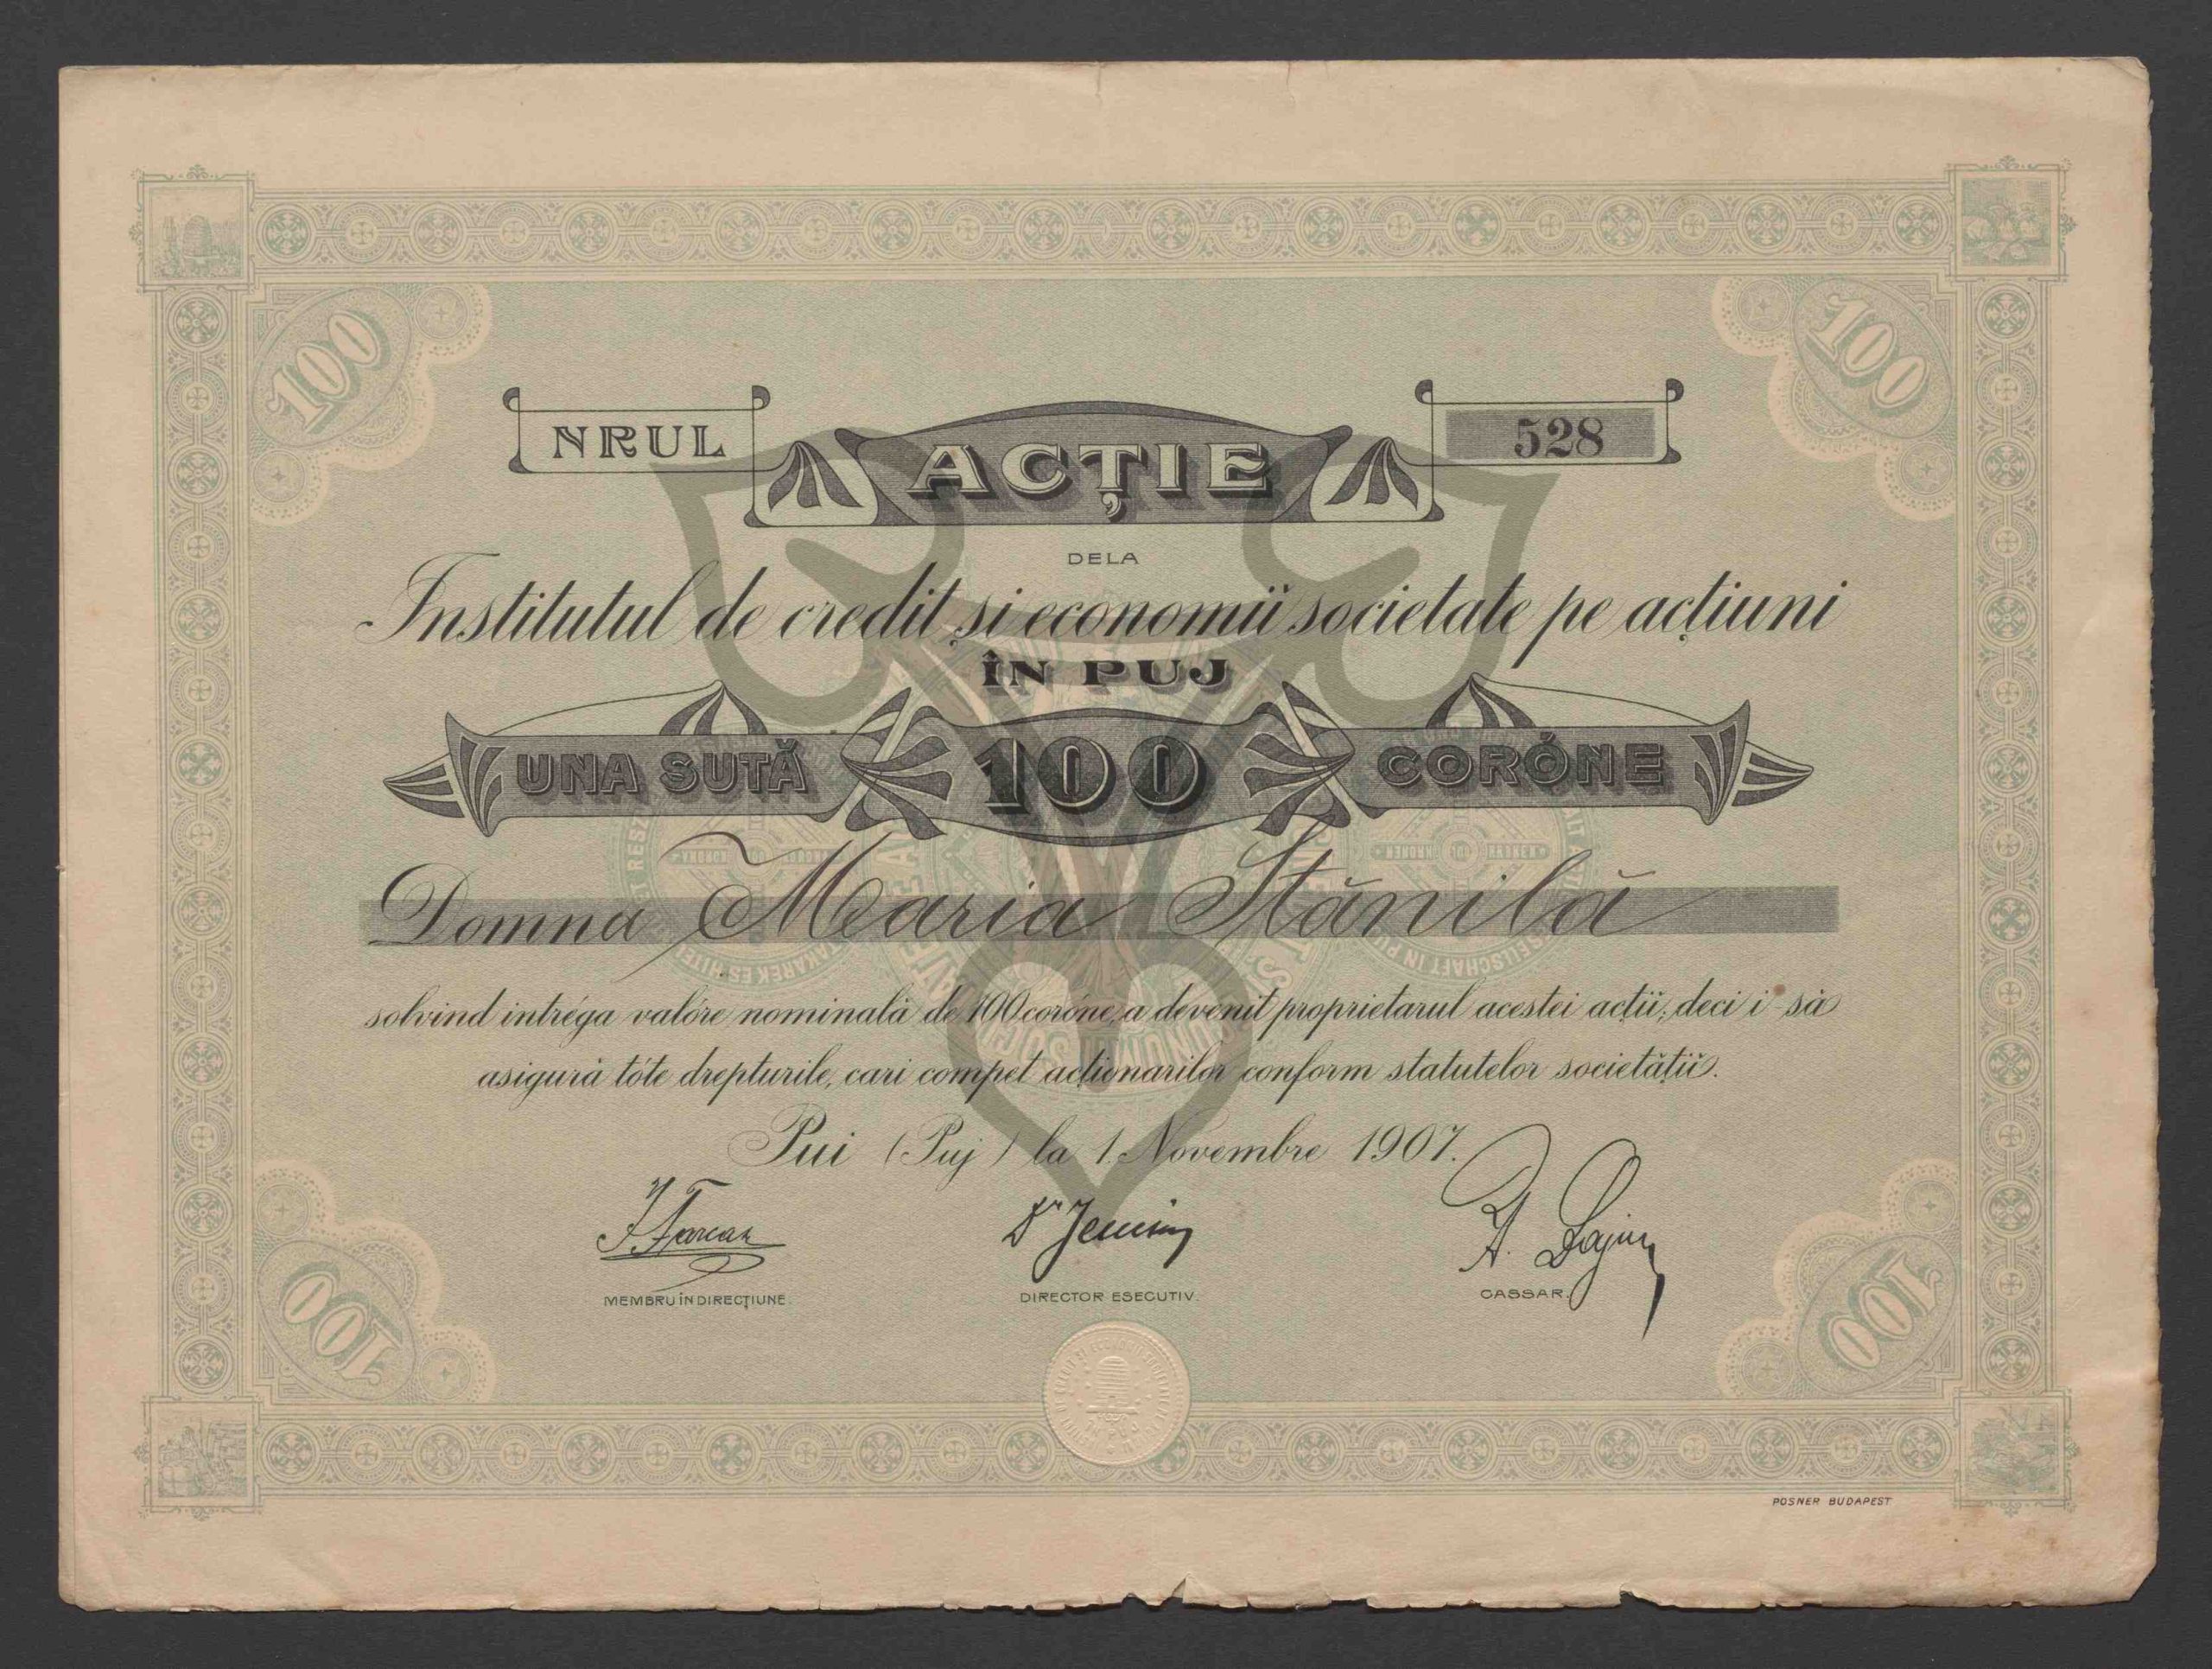 100
100
NRUL
ACȚIE
528
DELA
Institutul de credit și economii societate pe acțiuni
ÎN PUJ
UNA SUTĂ
100
CORÓNE
Domna Maria Stănilă
solvind intréga valóre nominală de 100 coróne, a devenit proprietarul acestei acții, deci i să
asigură tóte drepturile, cari compet acționarilor conform statutelor societății.
Pui (Puj) la 1. Novembre 1907.
MEMBRU ÎN DIRECȚIUNE.
DIRECTOR ESECUTIV.
CASSAR.
100
100
POSNER BUDAPEST